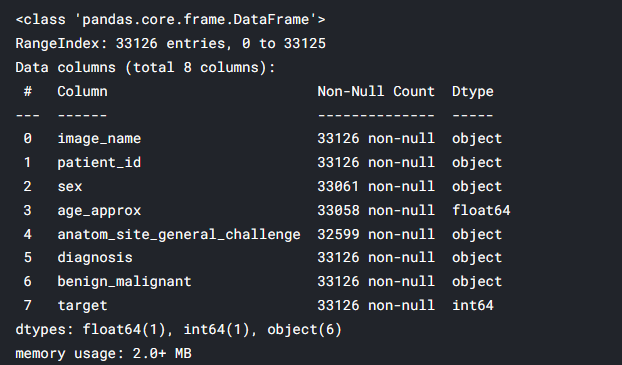 <class 'pandas.core.frame.DataFrame'>
RangeIndex: 33126 entries, 0 to 33125
Data columns (total 8 columns):
 #   Column                         Non-Null Count  Dtype
---  ------                         --------------  -----
 0   image_name                     33126 non-null  object
 1   patient_id                     33126 non-null  object
 2   sex                            33061 non-null  object
 3   age_approx                     33058 non-null  float64
 4   anatom_site_general_challenge  32599 non-null  object
 5   diagnosis                      33126 non-null  object
 6   benign_malignant               33126 non-null  object
 7   target                         33126 non-null  int64
dtypes: float64(1), int64(1), object(6)
memory usage: 2.0+ MB